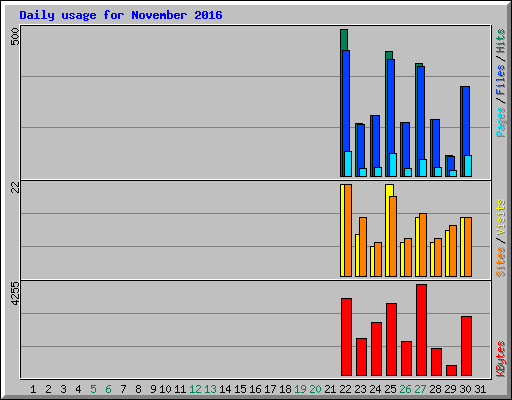 Daily usage for November 2016
500
22
4255
Pages / Files / Hits
Sites / Visits
KBytes
1 2 3 4 5 6 7 8 9 10 11 12 13 14 15 16 17 18 19 20 21 22 23 24 25 26 27 28 29 30 31